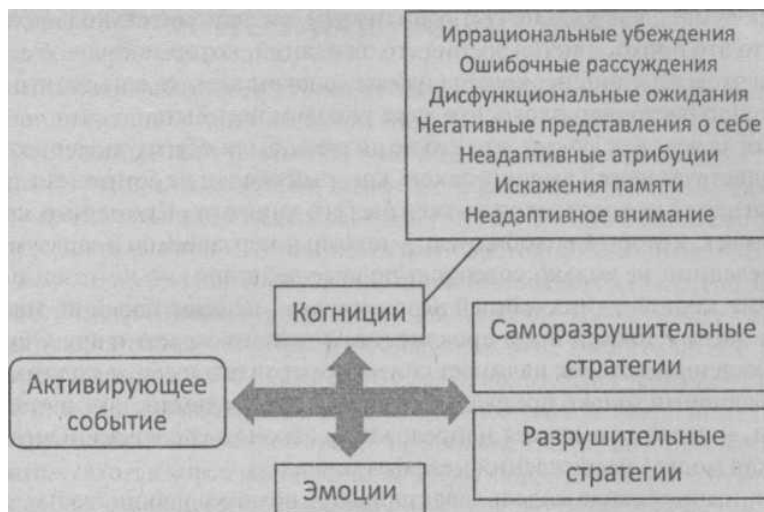 Иррациональные убеждения
Ошибочные рассуждения
Дисфункциональные ожидания
Негативные представления о себе
Неадаптивные атрибуции
Искажения памяти
Неадаптивное внимание
Когниции
Саморазрушительные
стратегии
Активирующее
событие
Разрушительные
стратегии
Эмоции